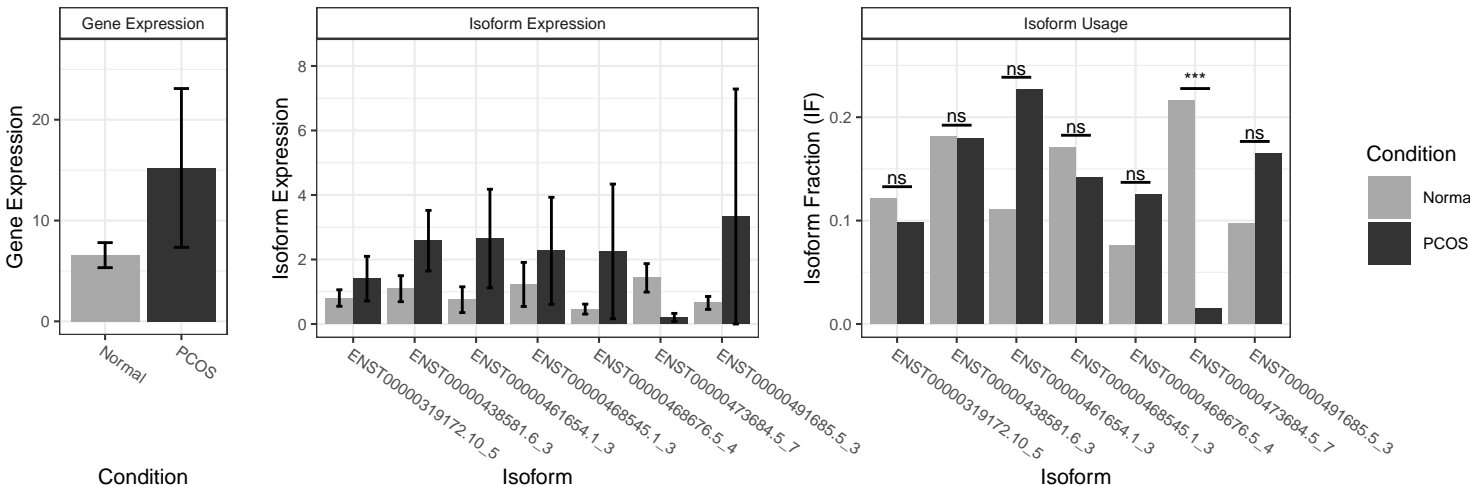 Gene Expression
Gene Expression
20
10
0
Normal
PCOS
Condition
Isoform Expression
Isoform Expression
8
6
4
2
0
ENST00000319172.10_5
ENST00000438581.6_3
ENST00000461654.1_3
ENST00000468545.1_3
ENST00000468676.5_4
ENST00000473684.5_7
ENST00000491685.5_3
Isoform
Isoform Usage
Isoform Fraction (IF)
0.2
0.1
0.0
ns
ns
ns
ns
ns
***
ns
ENST00000319172.10_5
ENST00000438581.6_3
ENST00000461654.1_3
ENST00000468545.1_3
ENST00000468676.5_4
ENST00000473684.5_7
ENST00000491685.5_3
Isoform
Condition
Norma
PCOS